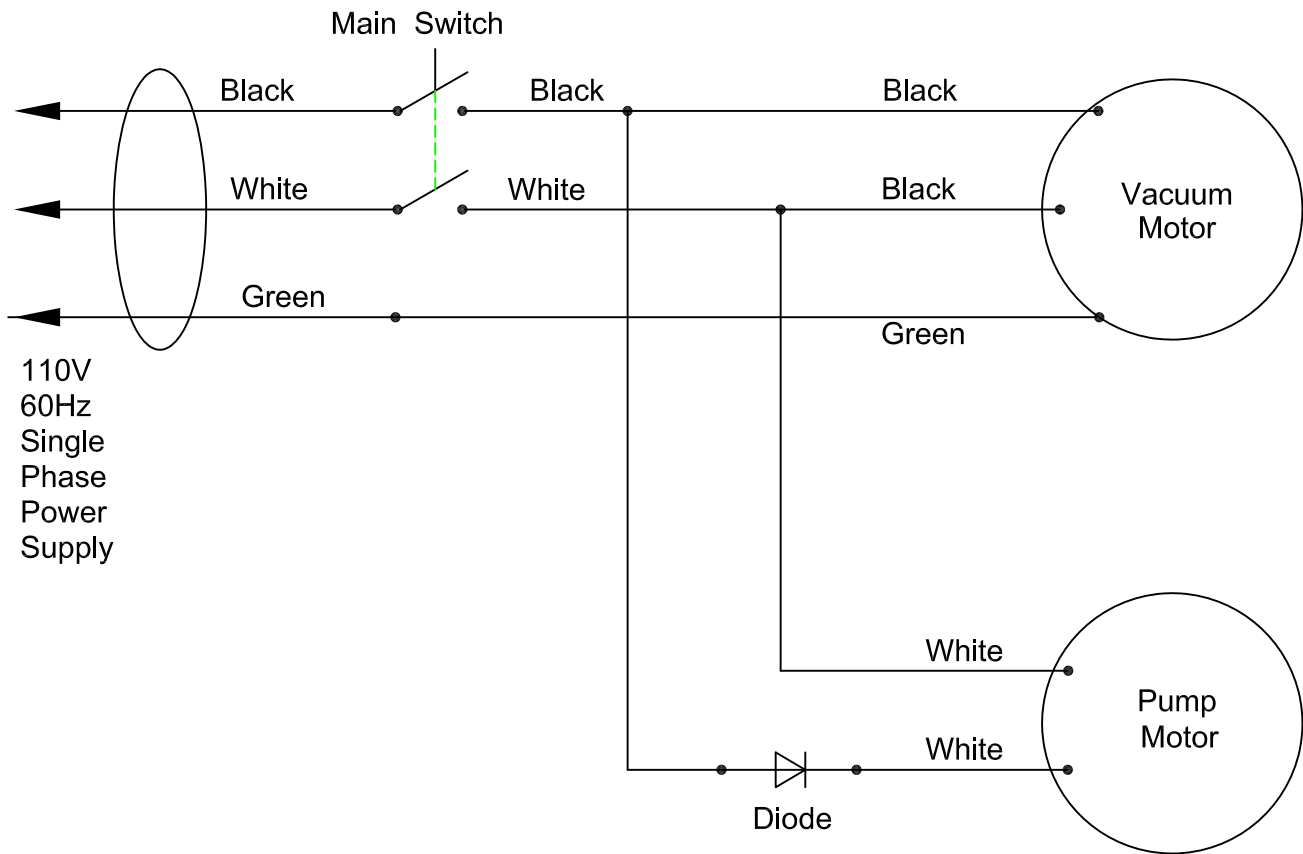 Main Switch
Black
Black
Black
White
White
Black
Vacuum
Motor
Green
Green
110V
60Hz
Single
Phase
Power
Supply
White
Pump
Motor
White
Diode